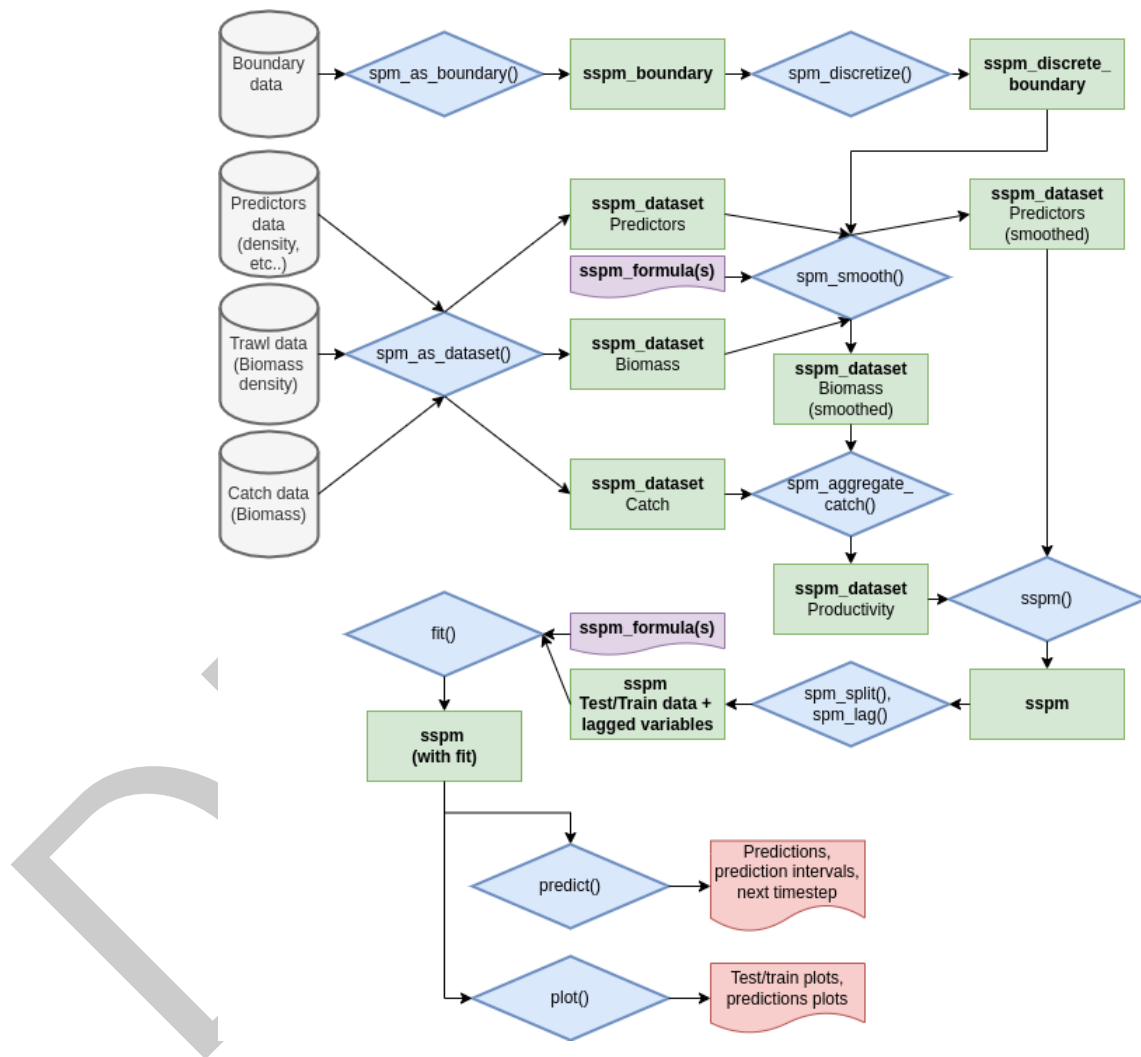 Boundary
data
spm_as_boundary()
sspm_boundary
spm_discretize()
sspm_discrete_
boundary
Predictors
data
(density,
etc..)
sspm_dataset
Predictors
sspm_dataset
Predictors
(smoothed)
sspm_formula(s)
spm_smooth()
Trawl data
(Biomass
density)
spm_as_dataset()
sspm_dataset
Biomass
sspm_dataset
Biomass
(smoothed)
Catch data
(Biomass)
sspm_dataset
Catch
spm_aggregate_
catch()
sspm_dataset
Productivity
sspm()
fit()
sspm_formula(s)
sspm
Test/Train data +
lagged variables
spm_split(),
spm_lag()
sspm
sspm
(with fit)
predict()
Predictions,
prediction intervals,
next timestep
plot()
Test/train plots,
predictions plots